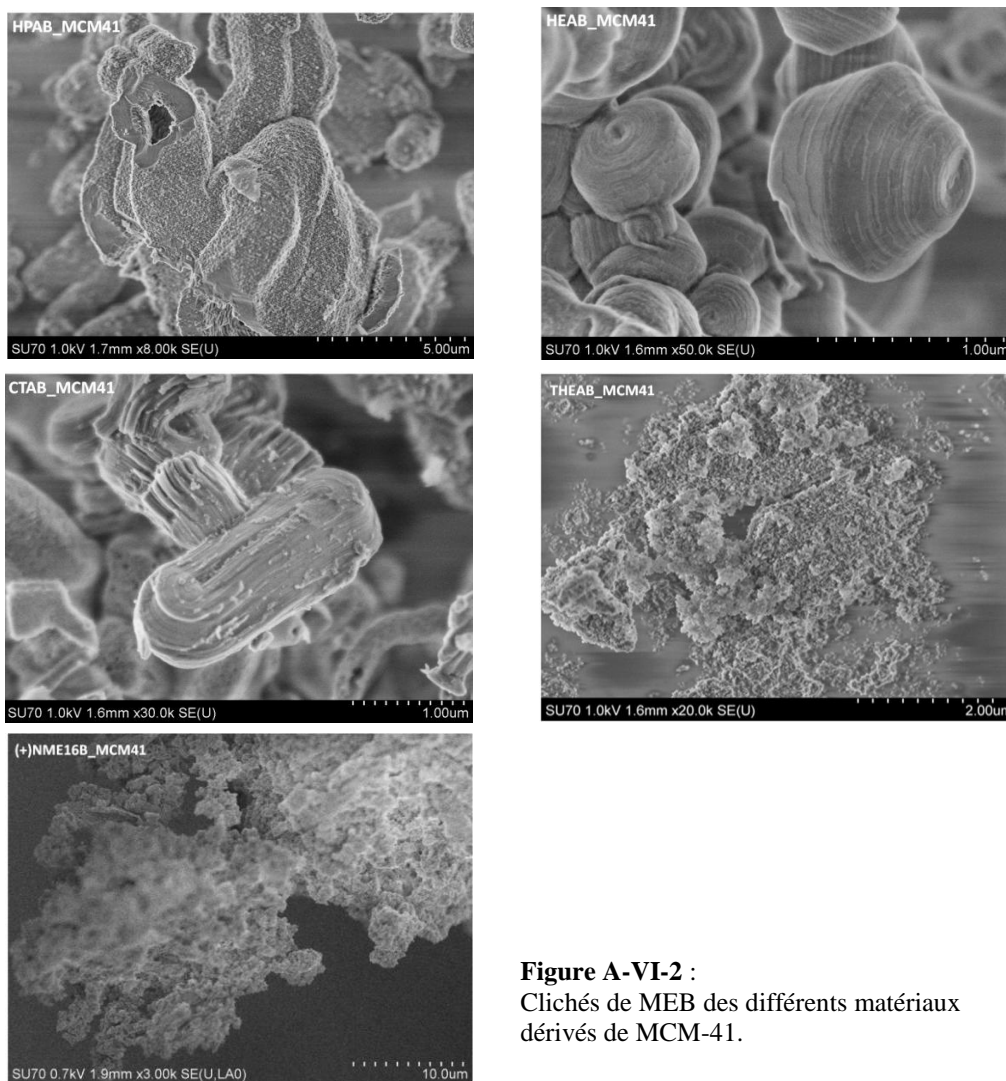 HPAB_MCM41
SU70 1.0kV 1.7mm x8.00k SE(U) 5.00um
HEAB_MCM41
SU70 1.0kV 1.6mm x50.0k SE(U) 1.00um
CTAB_MCM41
SU70 1.0kV 1.6mm x30.0k SE(U) 1.00um
THEAB_MCM41
SU70 1.0kV 1.6mm x20.0k SE(U) 2.00um
(+)NME16B_MCM41
SU70 0.7kV 1.9mm x3.00k SE(U,LA0) 10.0um
Figure A-VI-2 :
Clichés de MEB des différents matériaux
dérivés de MCM-41.